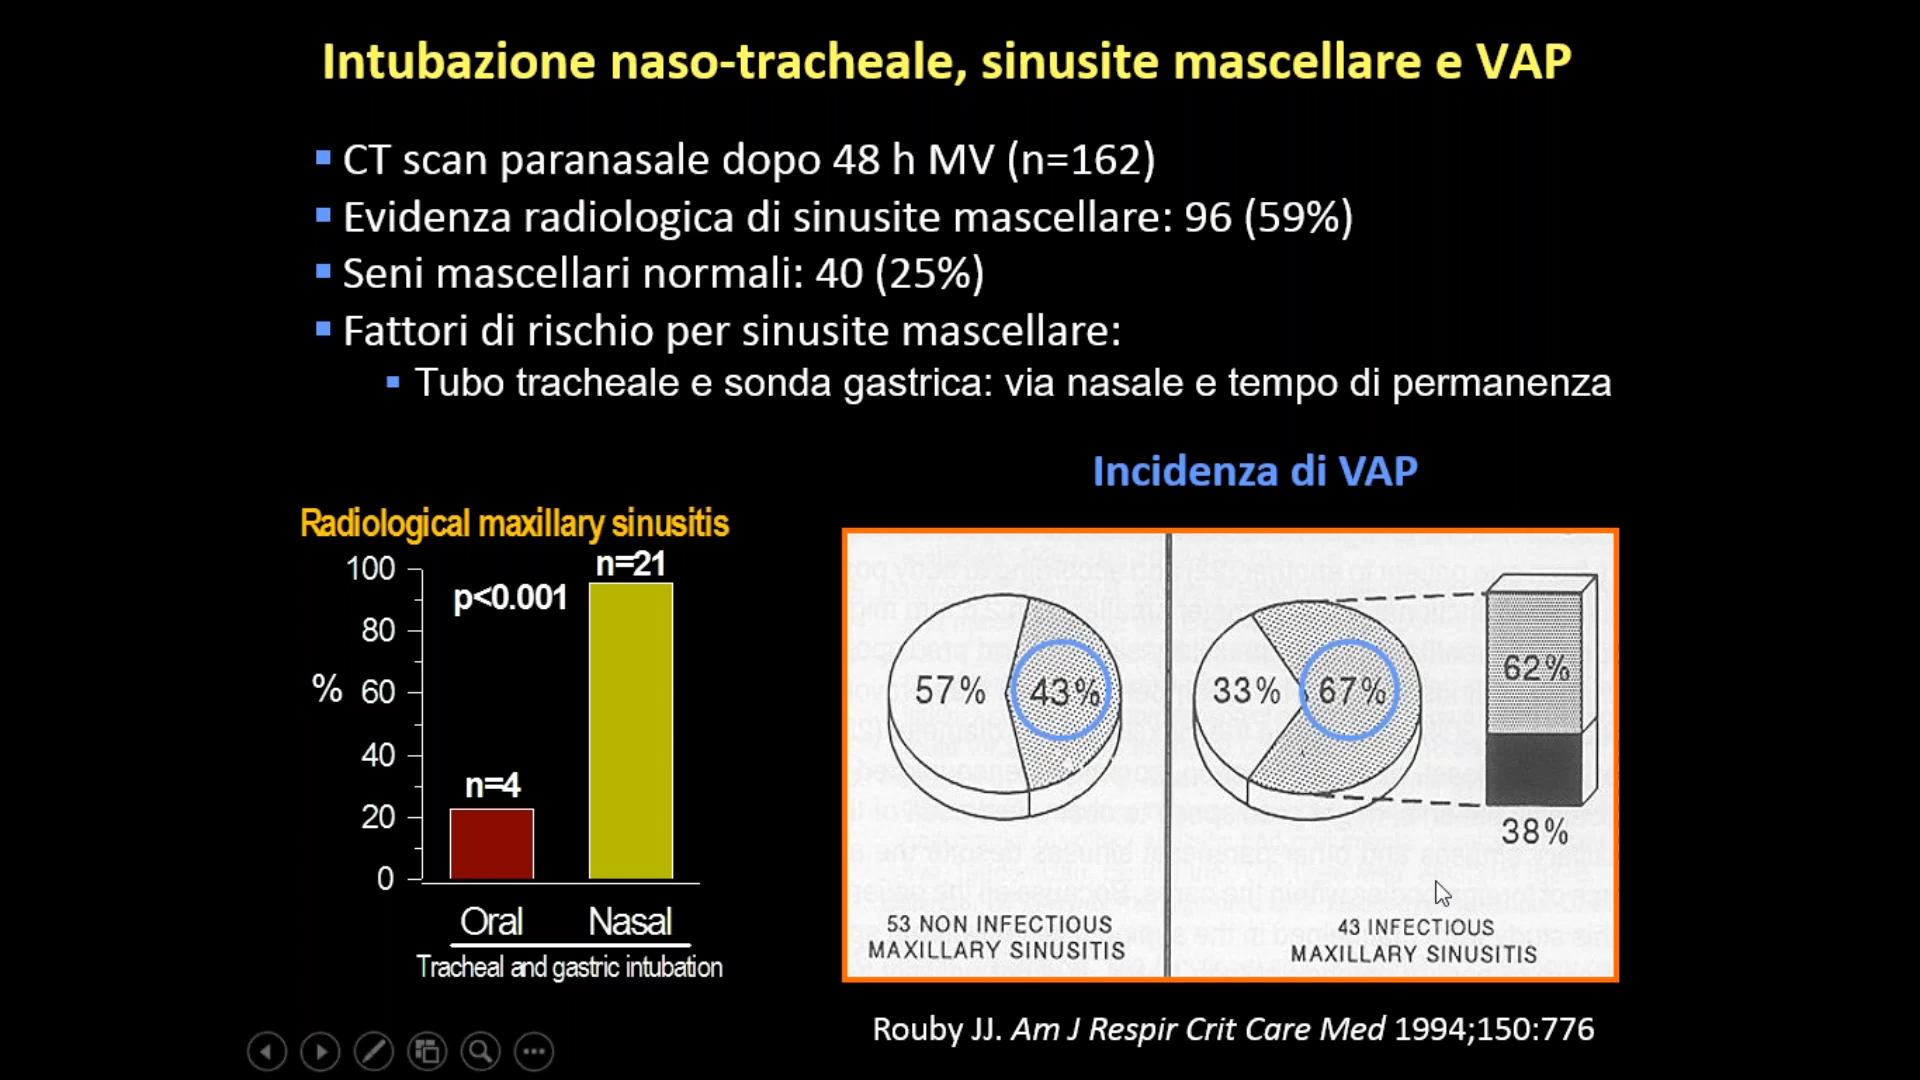 Intubazione naso-tracheale, sinusite mascellare e VAP
CT scan paranasale dopo 48 h MV (n=162)
Evidenza radiologica di sinusite mascellare: 96 (59%)
Seni mascellari normali: 40 (25%)
Fattori di rischio per sinusite mascellare:
Tubo tracheale e sonda gastrica: via nasale e tempo di permanenza
Radiological maxillary sinusitis
100
80
% 60
40
20
0
p<0.001
n=21
n=4
Oral Nasal
Tracheal and gastric intubation
Incidenza di VAP
57% 43%
33% 67%
62%
38%
53 NON INFECTIOUS
MAXILLARY SINUSITIS
43 INFECTIOUS
MAXILLARY SINUSITIS
Rouby JJ. Am J Respir Crit Care Med 1994;150:776